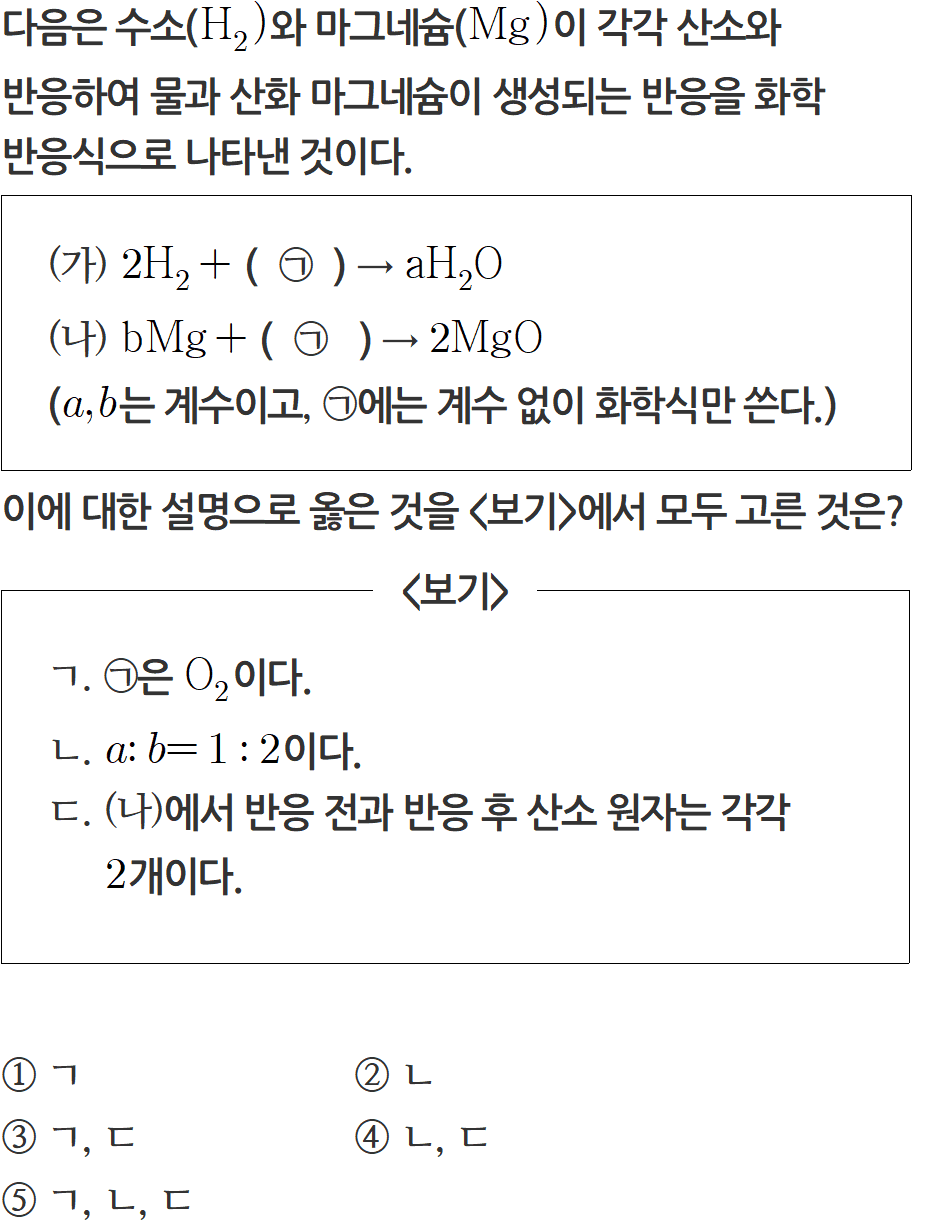 다음은 수소(H₂)와 마그네슘(Mg)이 각각 산소와
반응하여 물과 산화 마그네슘이 생성되는 반응을 화학
반응식으로 나타낸 것이다.
(가) 2H₂ + ( ㉠ ) → aH₂O
(나) bMg + ( ㉠ ) → 2MgO
(a, b는 계수이고, ㉠에는 계수 없이 화학식만 쓴다.)
이에 대한 설명으로 옳은 것을 <보기>에서 모두 고른 것은?
<보기>
ㄱ. ㉠은 O₂이다.
ㄴ. a : b = 1 : 2이다.
ㄷ. (나)에서 반응 전과 반응 후 산소 원자는 각각
2개이다.
① ㄱ ② ㄴ
③ ㄱ, ㄷ ④ ㄴ, ㄷ
⑤ ㄱ, ㄴ, ㄷ